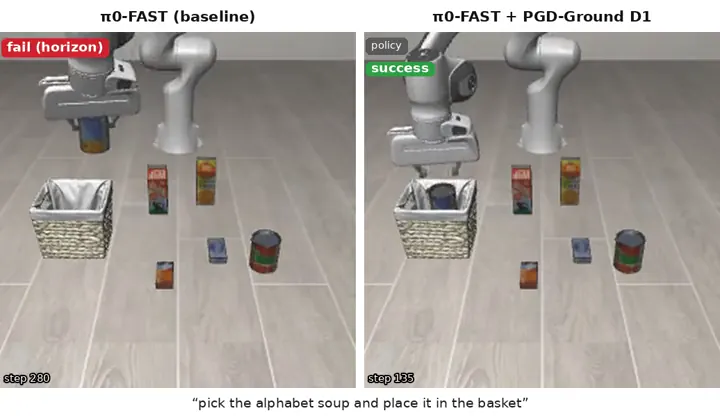 π0-FAST (baseline)
π0-FAST + PGD-Ground D1
fail (horizon)
policy
success
step 280
step 135
“pick the alphabet soup and place it in the basket”